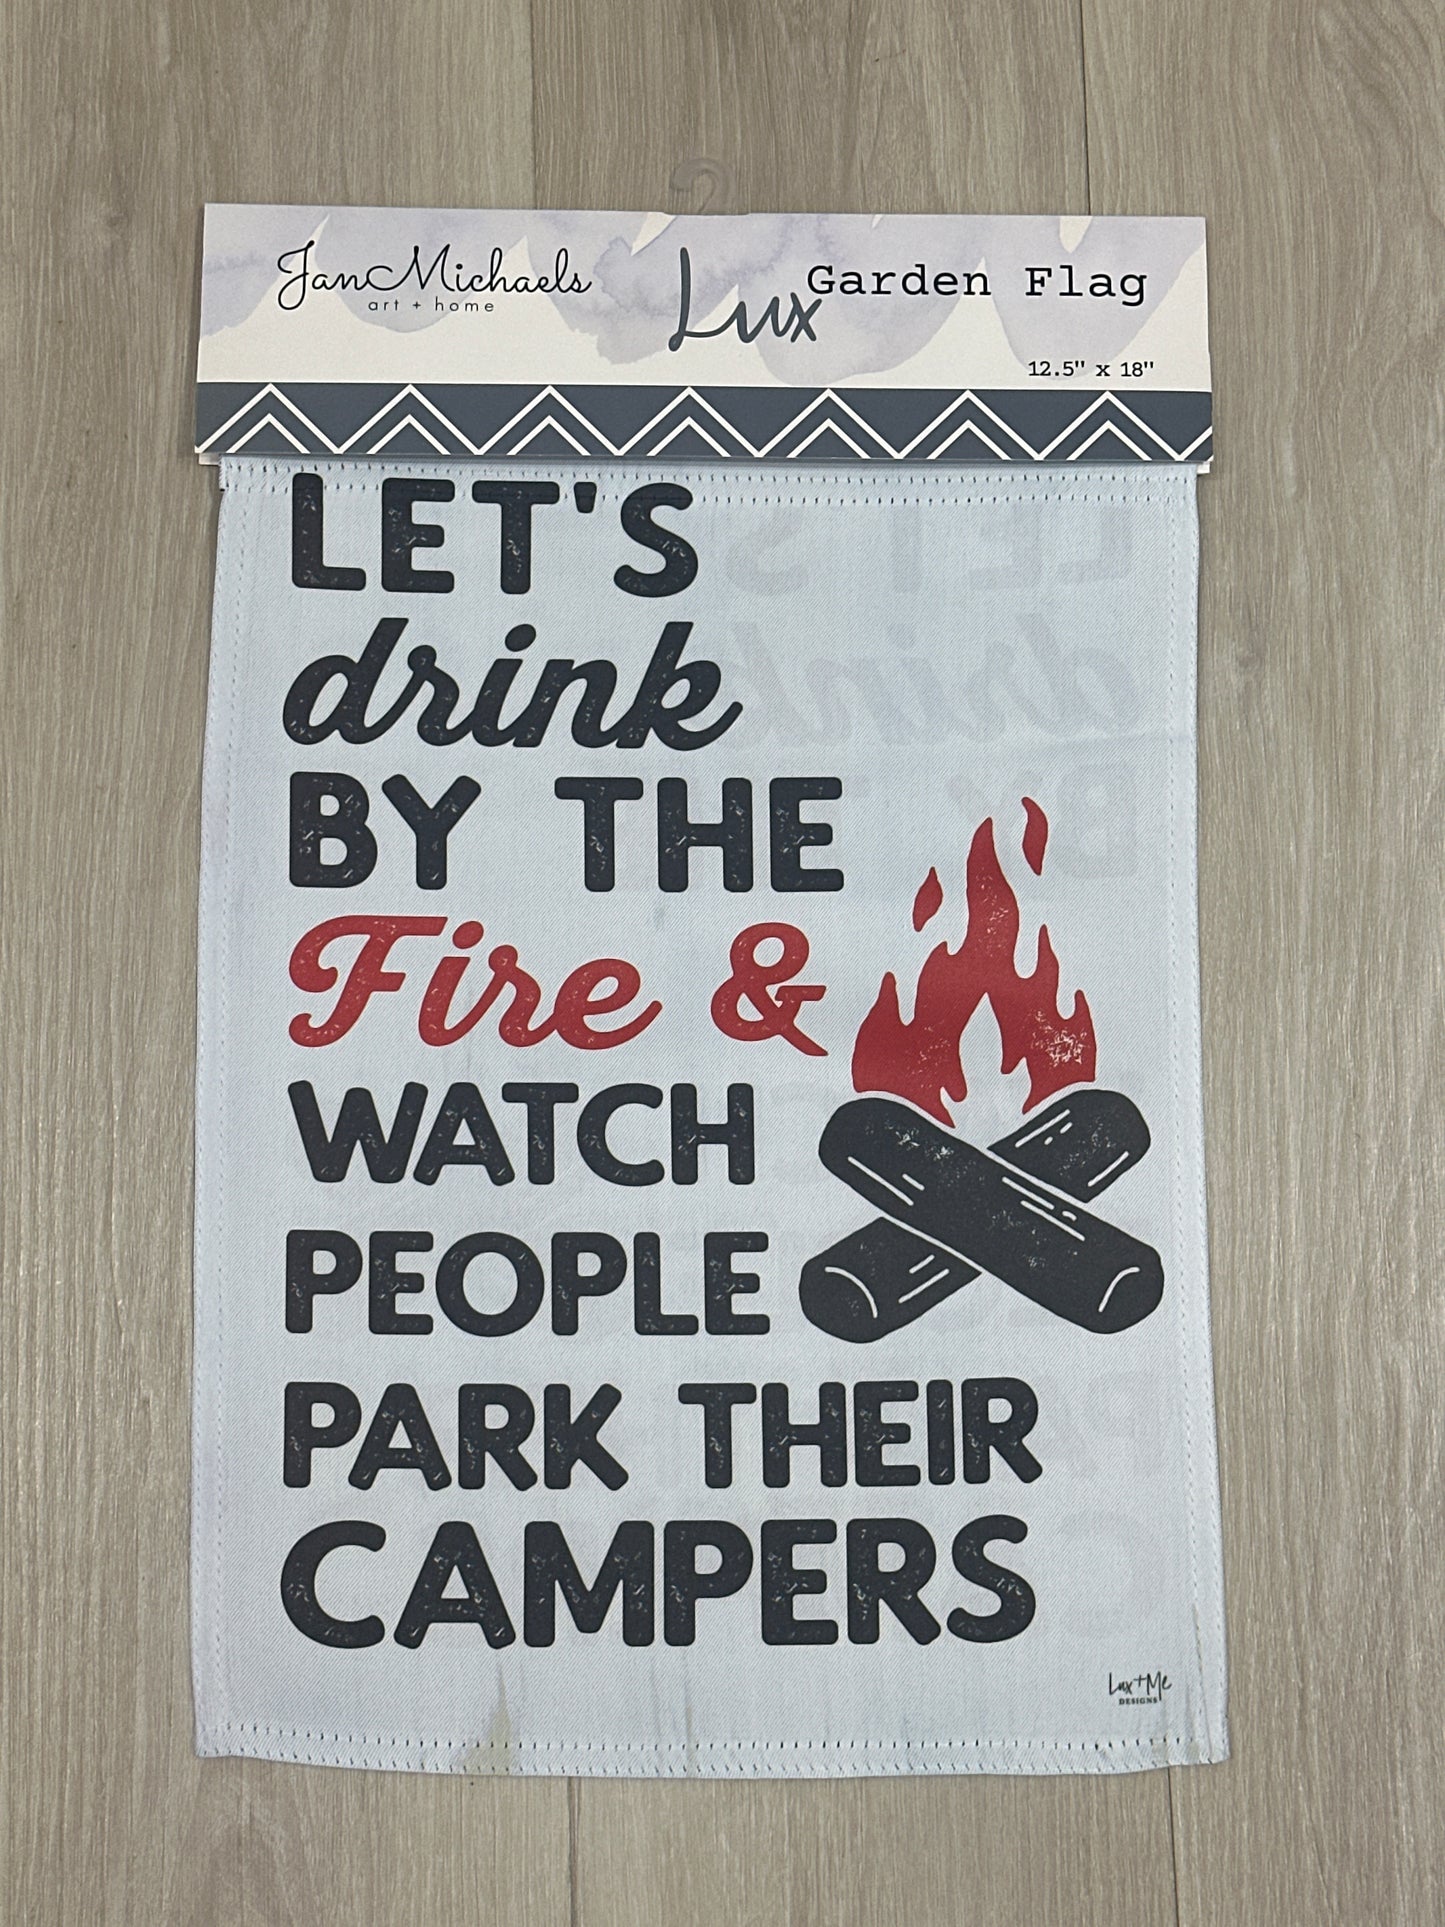 JanMichaels
art + home
Lux
Garden Flag
12.5" x 18"
LET'S
drink
BY THE
Fire &
WATCH
PEOPLE
PARK THEIR
CAMPERS
Lux+Me
DESIGNS